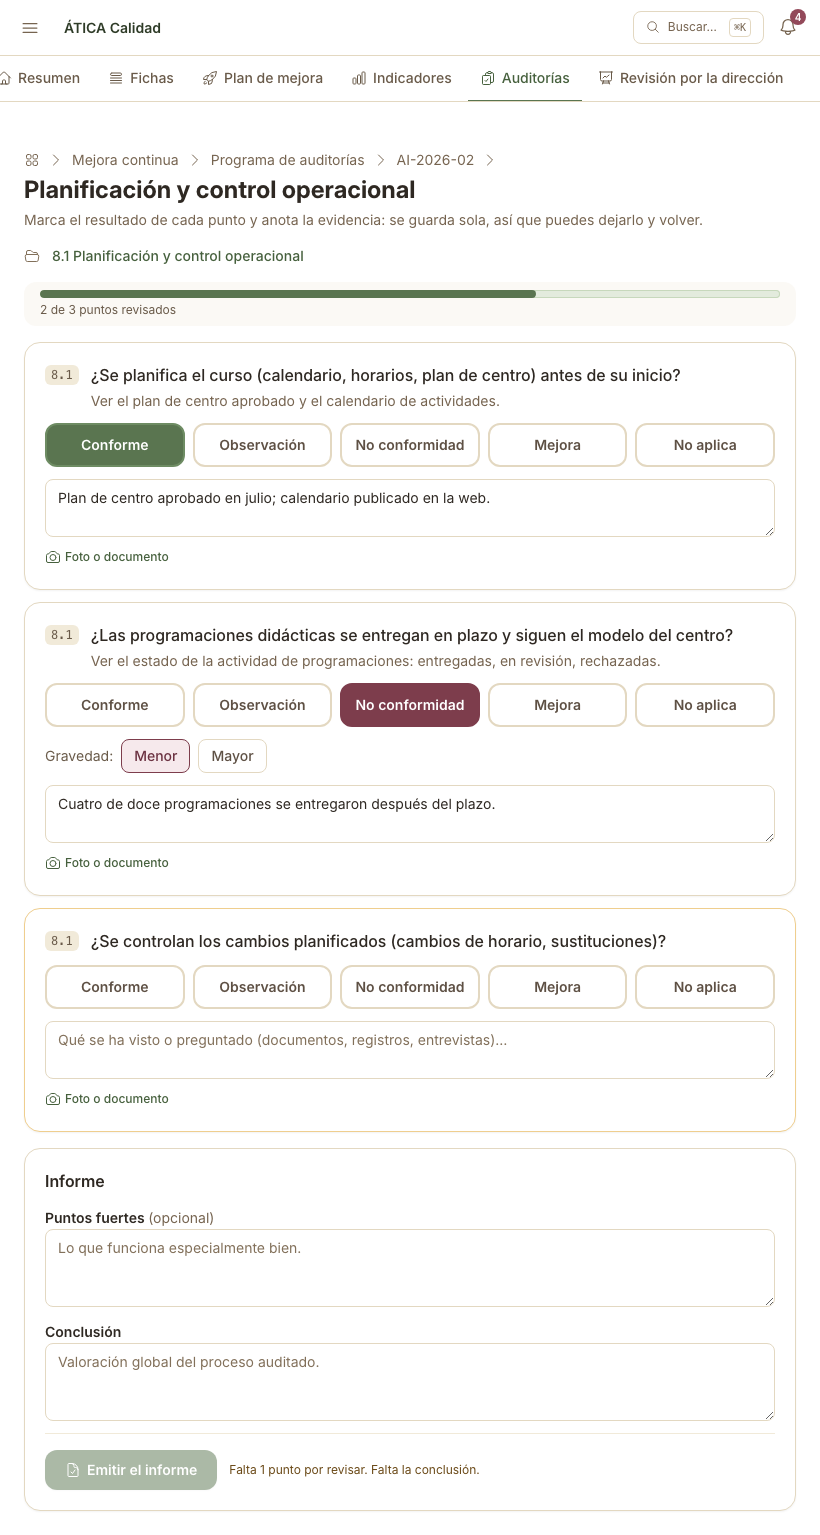 ÁTICA Calidad
Buscar... ⌘K
4
Resumen
Fichas
Plan de mejora
Indicadores
Auditorías
Revisión por la dirección
Mejora continua
Programa de auditorías
AI-2026-02
Planificación y control operacional
Marca el resultado de cada punto y anota la evidencia: se guarda sola, así que puedes dejarlo y volver.
8.1 Planificación y control operacional
2 de 3 puntos revisados
8.1 ¿Se planifica el curso (calendario, horarios, plan de centro) antes de su inicio?
Ver el plan de centro aprobado y el calendario de actividades.
Conforme
Observación
No conformidad
Mejora
No aplica
Plan de centro aprobado en julio; calendario publicado en la web.
Foto o documento
8.1 ¿Las programaciones didácticas se entregan en plazo y siguen el modelo del centro?
Ver el estado de la actividad de programaciones: entregadas, en revisión, rechazadas.
Conforme
Observación
No conformidad
Mejora
No aplica
Gravedad: Menor Mayor
Cuatro de doce programaciones se entregaron después del plazo.
Foto o documento
8.1 ¿Se controlan los cambios planificados (cambios de horario, sustituciones)?
Conforme
Observación
No conformidad
Mejora
No aplica
Qué se ha visto o preguntado (documentos, registros, entrevistas)...
Foto o documento
Informe
Puntos fuertes (opcional)
Lo que funciona especialmente bien.
Conclusión
Valoración global del proceso auditado.
Emitir el informe
Falta 1 punto por revisar. Falta la conclusión.